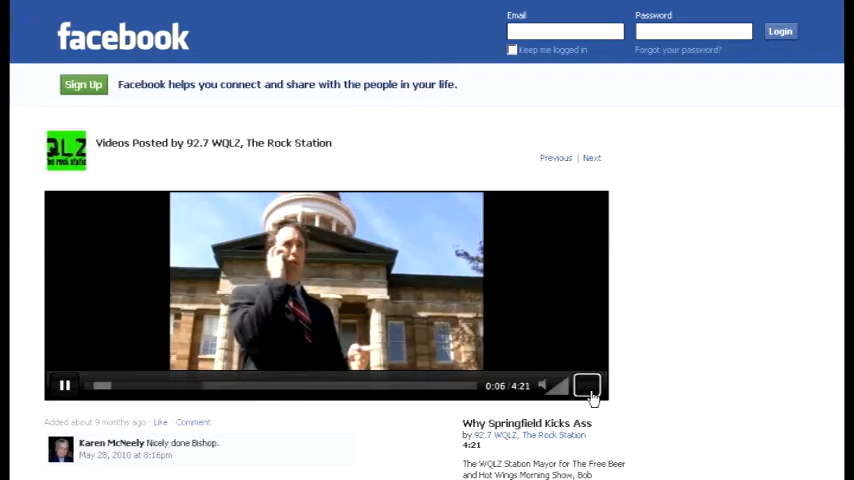 facebook
Email
Password
Login
Keep me logged in
Forgot your password?
Sign Up
Facebook helps you connect and share with the people in your life.
QLZ
The rock statio
Videos Posted by 92.7 WQLZ, The Rock Station
Previous | Next
0:06 / 4:21
Added about 9 months ago · Like · Comment
Karen McNeely Nicely done Bishop.
May 28, 2010 at 8:16pm
Why Springfield Kicks Ass
by 92.7 WQLZ, The Rock Station
4:21
The WQLZ Station Mayor for The Free Beer
and Hot Wings Morning Show, Bob